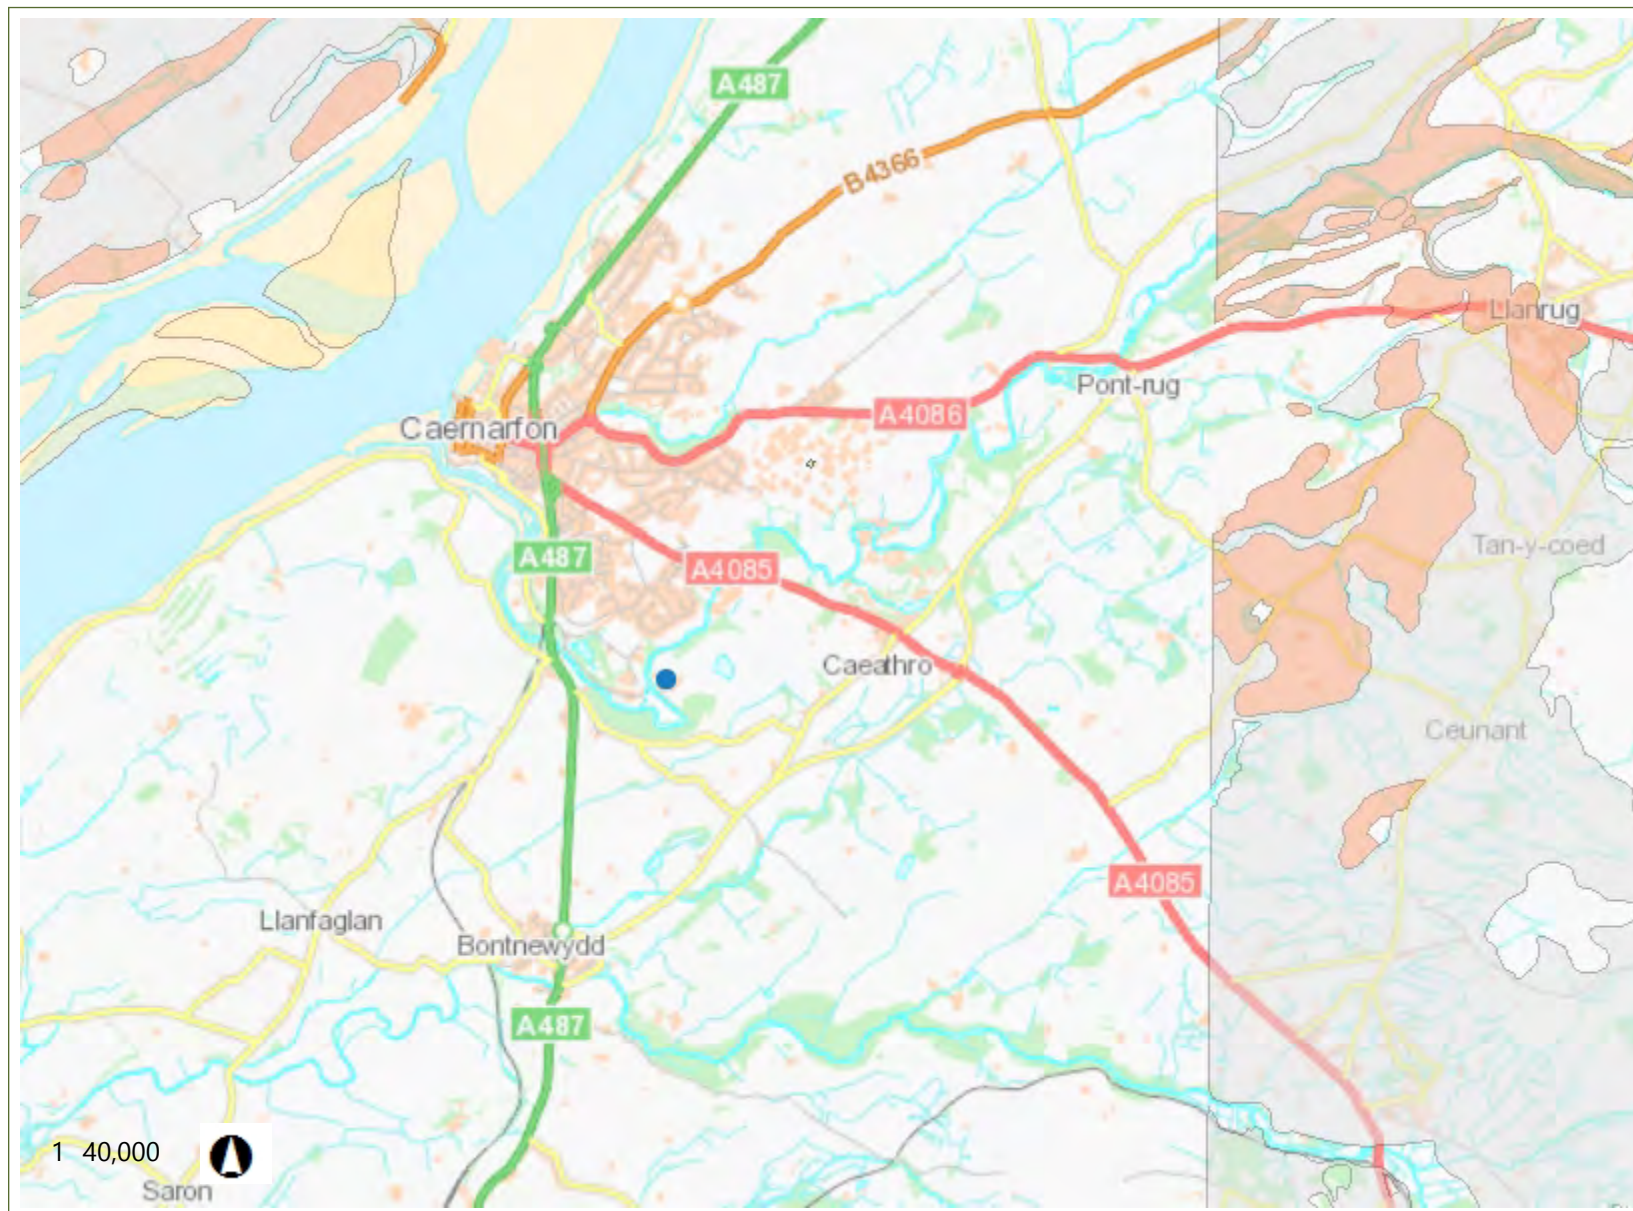 A487
B4366
Llanrug
Pont-rug
A4086
Caernarfon
Tan-y-coed
A487
A4085
Caeathro
Ceunant
A4085
Llanfaglan
Bontnewydd
A487
1 40,000
Saron